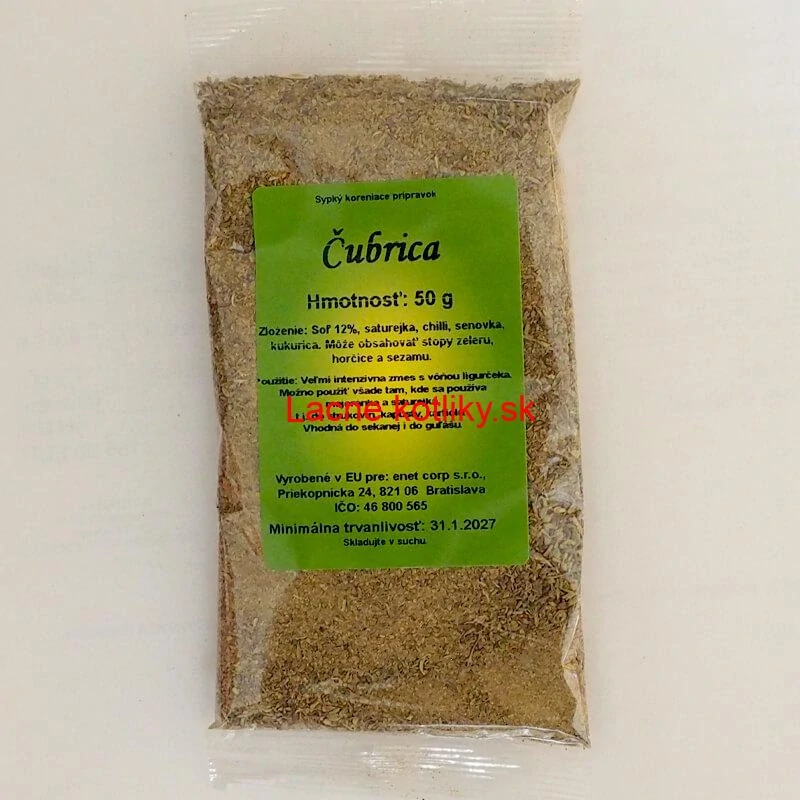 Sypký koreniace prípravok
Čubrica
Hmotnosť: 50 g
Zloženie: Soľ 12%, saturejka, chilli, senovka,
kukurica. Môže obsahovať stopy zeleru,
horčice a sezamu.
Použitie: Veľmi intenzívna zmes s vôňou ligurčeka.
Možno použiť všade tam, kde sa používa
a saturejka
Lacne kotliky.sk
kapusty,
Vhodná do sekanej i do gulášu.
Vyrobené v EU pre: enet corp s.r.o.,
Priekopnicka 24, 821 06 Bratislava
IČO: 46 800 565
Minimálna trvanlivosť: 31.1.2027
Skladujte v suchu.